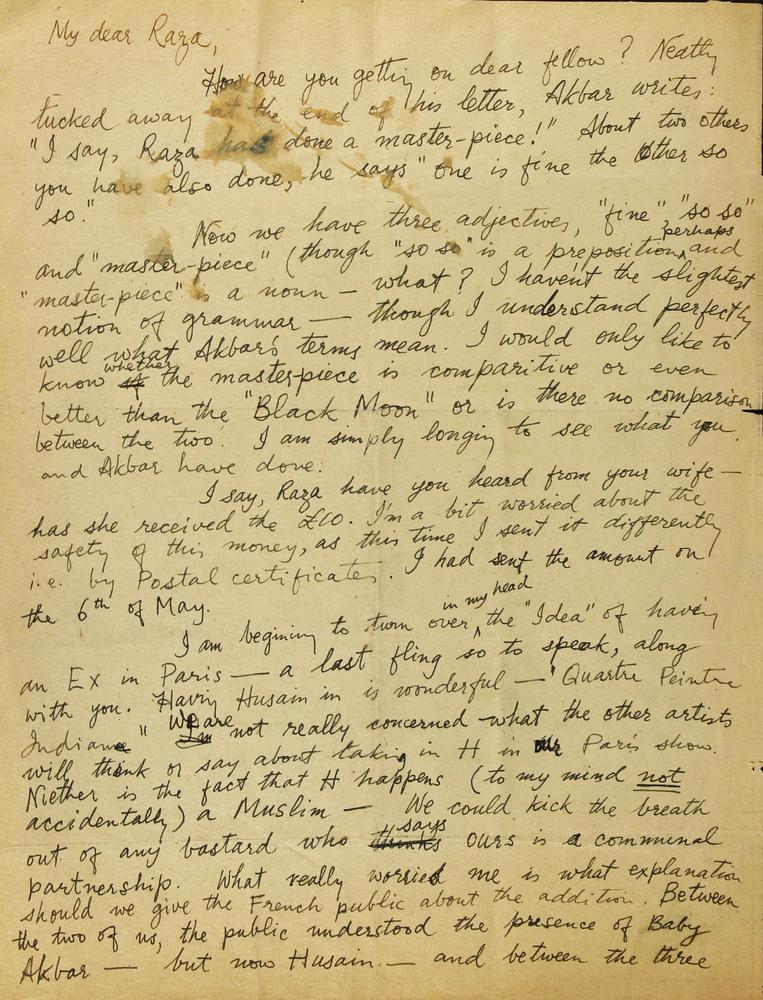 My dear Raza,
How are you getting on dear fellow? Neatly
tucked away at the end of his letter, Akbar writes:
"I say, Raza has done a master-piece!" About two others
you have also done, he says "one is fine the other so
so."
Now we have three adjectives, "fine", "so so"
and "master-piece" (though "so so" is a preposition perhaps, and
"master-piece" is a noun — what? I havent the slightest
notion of grammar — though I understand perfectly
well what Akbar's terms mean. I would only like to
know whether the masterpiece is comparitive or even
better than the "Black Moon" or is there no comparison
between the two. I am simply longing to see what you
and Akbar have done.
I say, Raza have you heard from your wife —
has she received the £10. I'm a bit worried about the
safety of this money, as this time I sent it differently
i.e. by Postal certificates. I had sent the amount on
the 6th of May.
I am begining to turn over in my head the "Idea" of having
an Ex in Paris — a last fling so to speak, along
with you. Having Husain in is wonderful — "Quartre Peintre
Indians" We are not really concerned what the other artists
will think or say about taking in H in our Paris show.
Niether is the fact that H happens (to my mind not
accidentally) a Muslim — We could kick the breath
out of any bastard who says ours is a communal
partnership. What really worried me is what explanation
should we give the French public about the addition. Between
the two of us, the public understood the presence of Baby
Akbar — but now Husain — and between the three